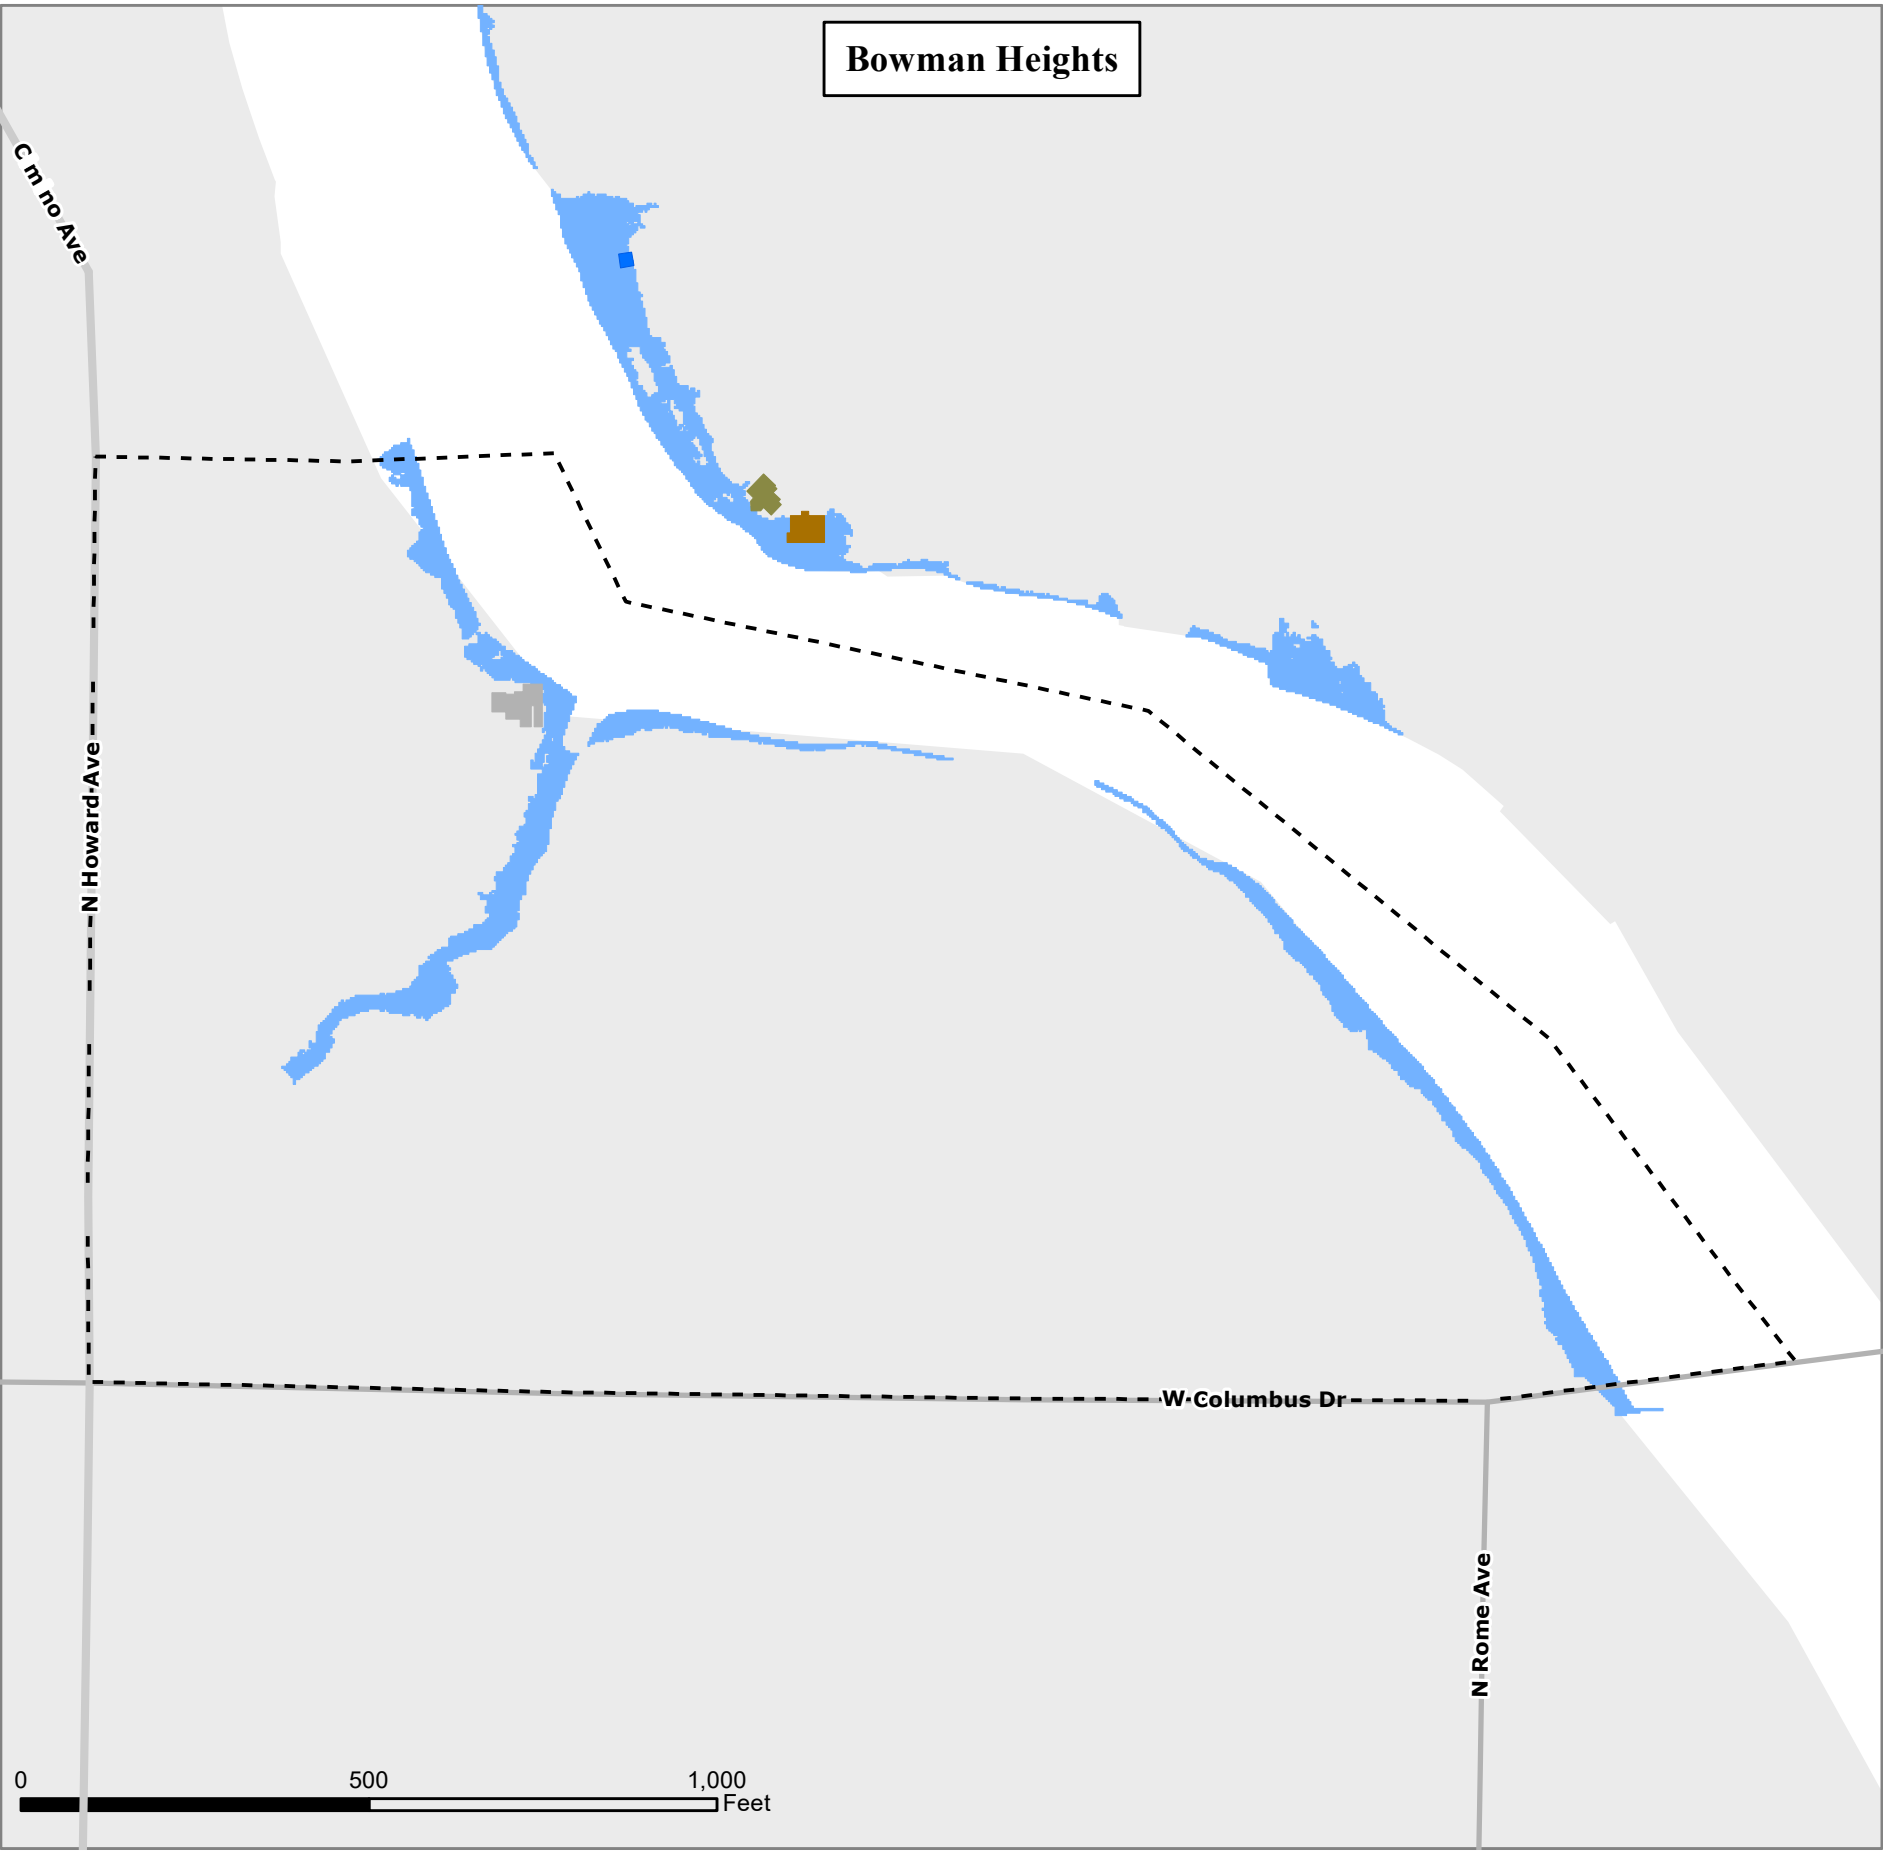 Bowman Heights
C m no Ave
N Howard Ave
W Columbus Dr
N Rome Ave
0 500 1,000
Feet